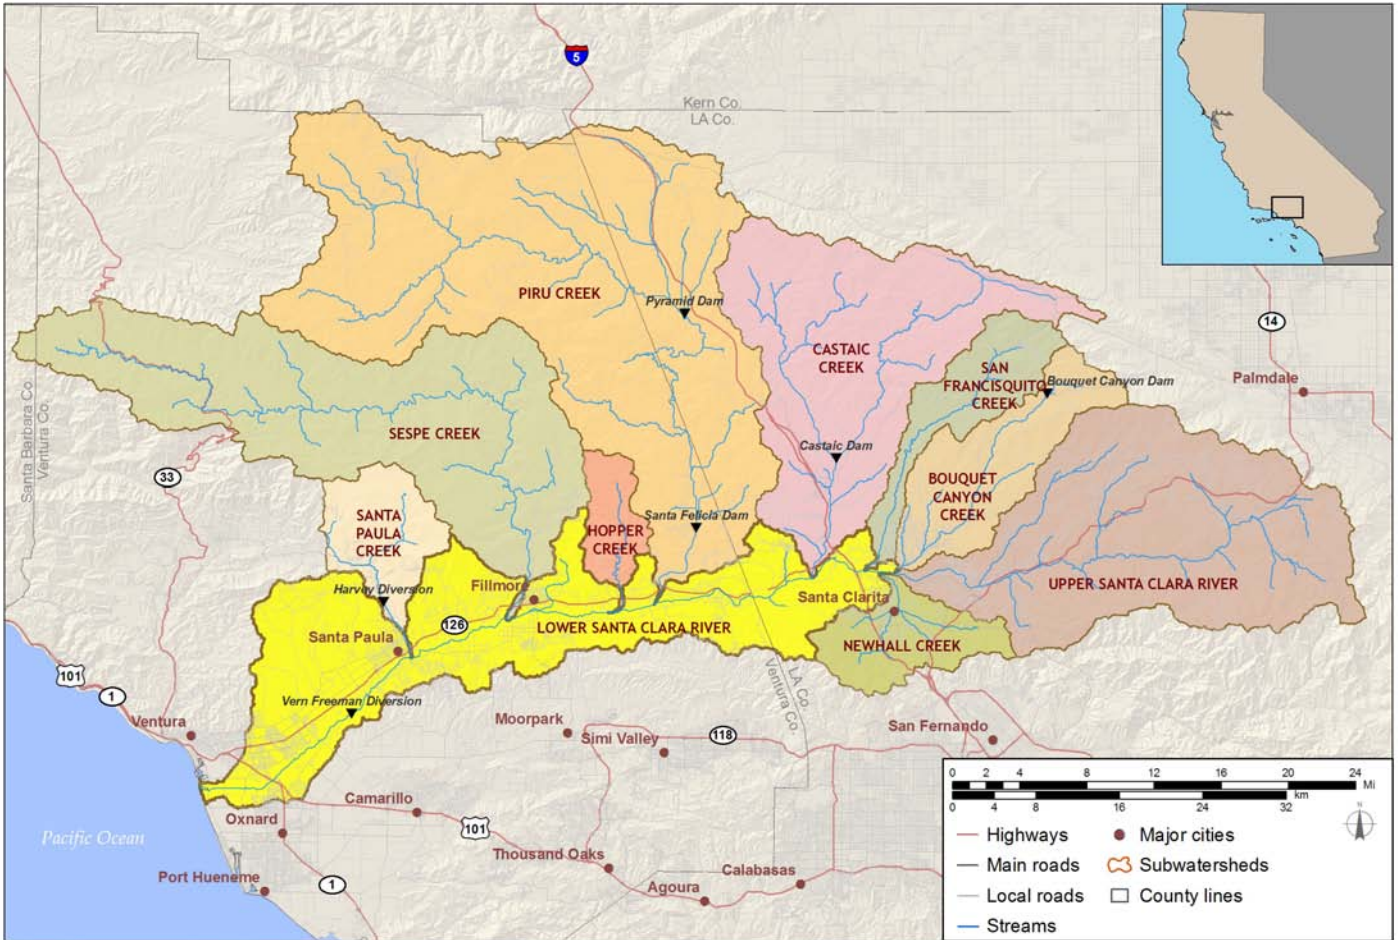 5
Kern Co.
LA Co.
PIRU CREEK
Pyramid Dam
14
CASTAIC
CREEK
SAN
FRANCISQUITO
CREEK
Bouquet Canyon Dam
Palmdale
Santa Barbara Co.
Ventura Co.
SESPE CREEK
Castaic Dam
33
BOUQUET
CANYON
CREEK
SANTA
PAULA
CREEK
Santa Felicia Dam
HOPPER
CREEK
Harvey Diversion
Fillmore
UPPER SANTA CLARA RIVER
Santa Clarita
126
LOWER SANTA CLARA RIVER
Santa Paula
NEWHALL CREEK
LA Co.
Ventura Co.
101
1
Vern Freeman Diversion
Ventura
Moorpark
Simi Valley
118
San Fernando
Camarillo
Oxnard
101
Pacific Ocean
Thousand Oaks
Port Hueneme
1
Agoura
Calabasas
0 2 4 8 12 16 20 24
Mi
km
0 4 8 16 24 32
N
Highways
Major cities
Main roads
Subwatersheds
Local roads
County lines
Streams